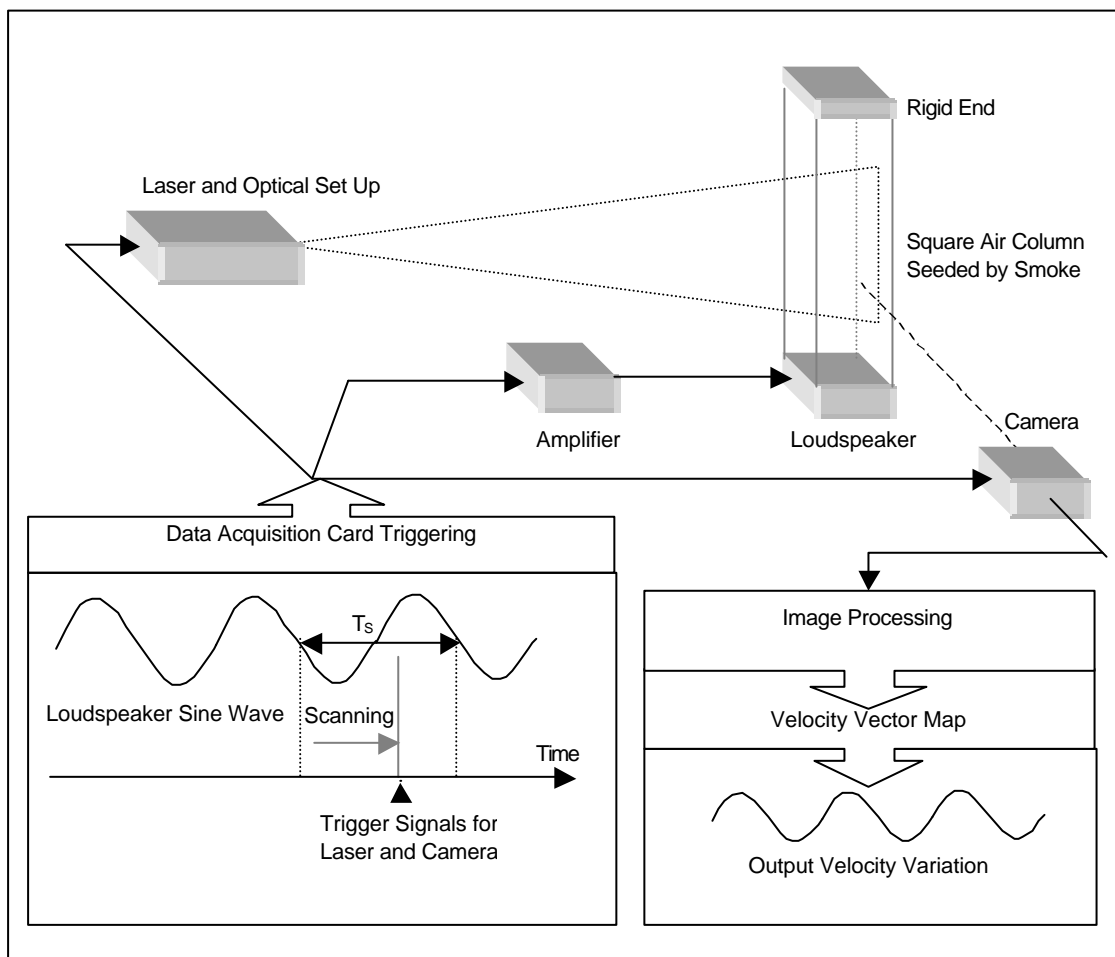 Rigid End
Laser and Optical Set Up
Square Air Column
Seeded by Smoke
Amplifier
Loudspeaker
Camera
Data Acquisition Card Triggering
TS
Loudspeaker Sine Wave
Scanning
Time
Trigger Signals for
Laser and Camera
Image Processing
Velocity Vector Map
Output Velocity Variation